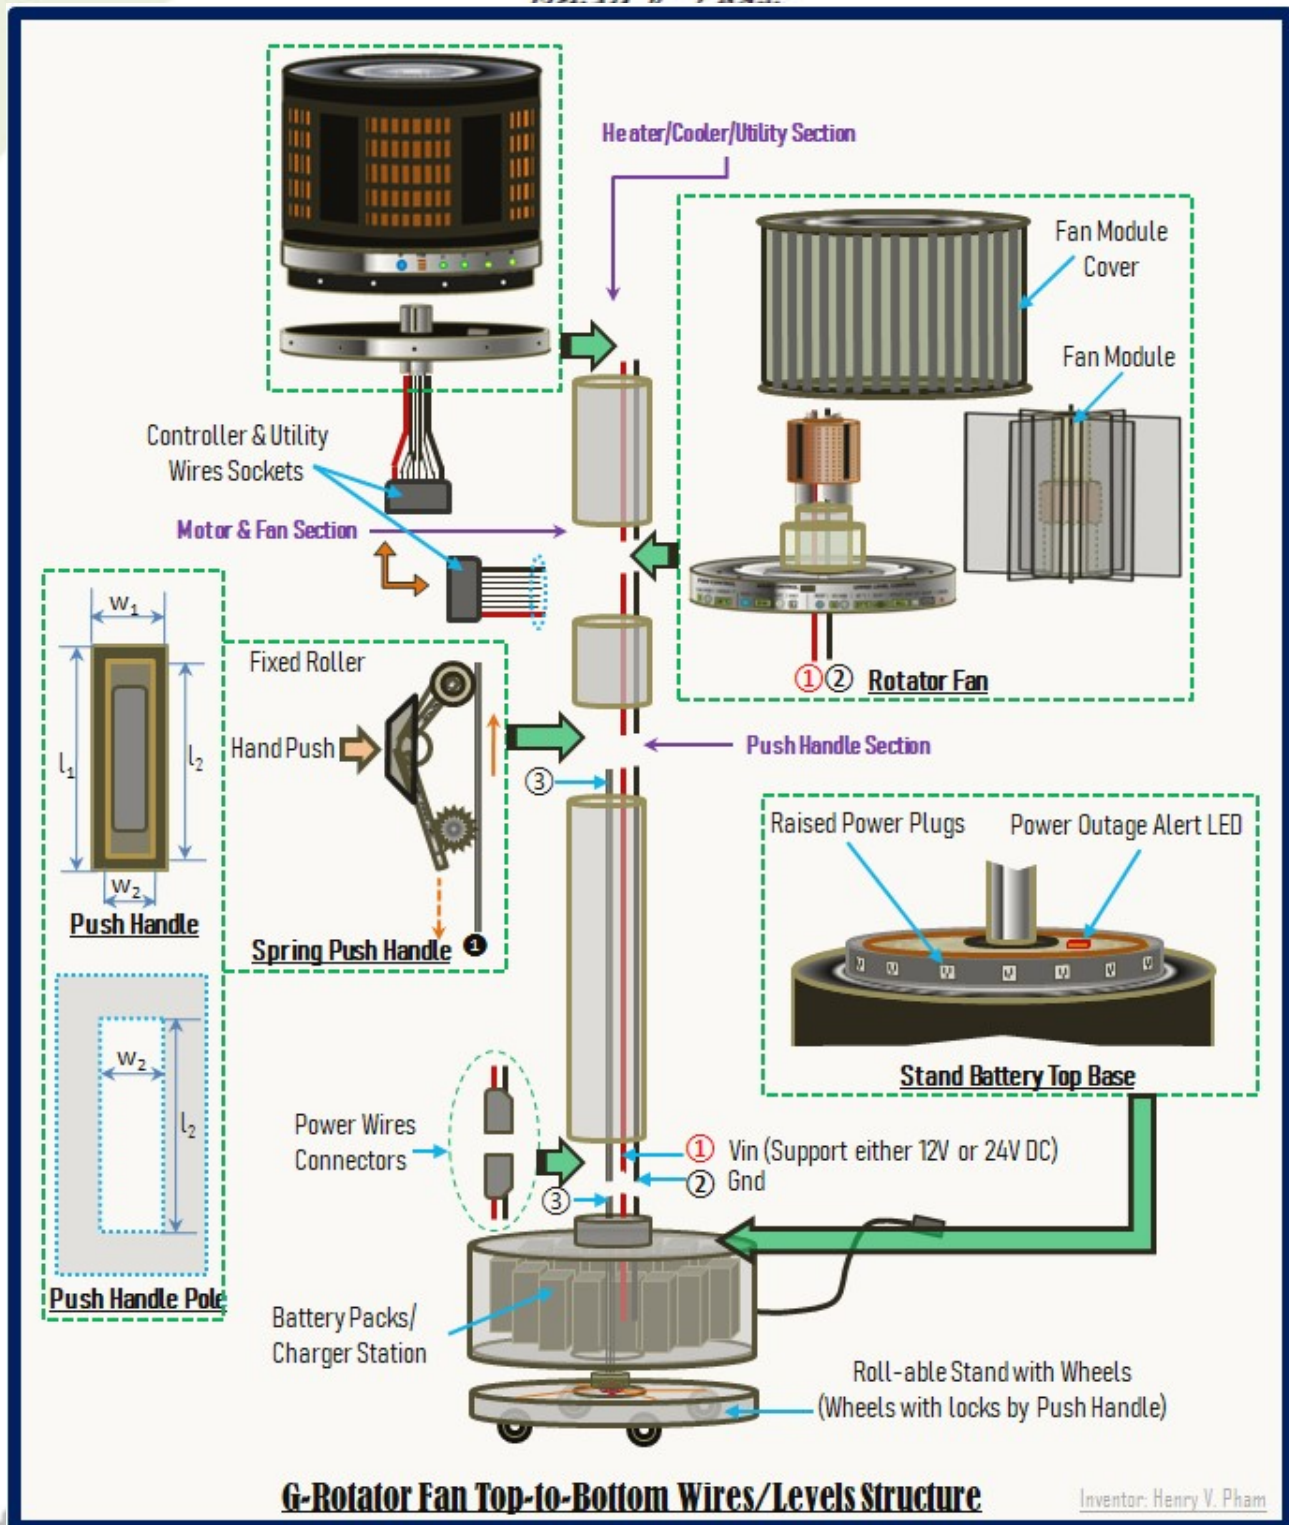 Heater/Cooler/Utility Section
Fan Module
Cover
Fan Module
Controller & Utility
Wires Sockets
Motor & Fan Section
① ② Rotator Fan
w1
l1
l2
w2
Push Handle
Fixed Roller
Hand Push
Spring Push Handle ❶
Push Handle Section
③
Raised Power Plugs
Power Outage Alert LED
Stand Battery Top Base
w2
l2
Push Handle Pole
Power Wires
Connectors
① Vin (Support either 12V or 24V DC)
② Gnd
③
Battery Packs/
Charger Station
Roll-able Stand with Wheels
(Wheels with locks by Push Handle)
G-Rotator Fan Top-to-Bottom Wires/Levels Structure
Inventor: Henry V. Pham